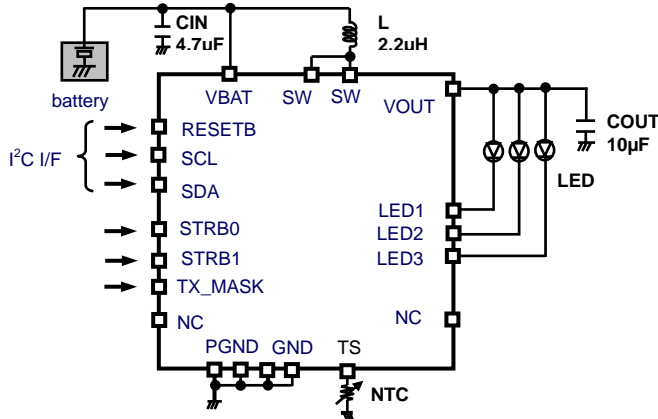 CIN
4.7uF
L
2.2uH
battery
VBAT
SW
SW
VOUT
COUT
10µF
I²C I/F
RESETB
SCL
SDA
LED
STRB0
STRB1
TX_MASK
LED1
LED2
LED3
NC
NC
PGND
GND
TS
NTC